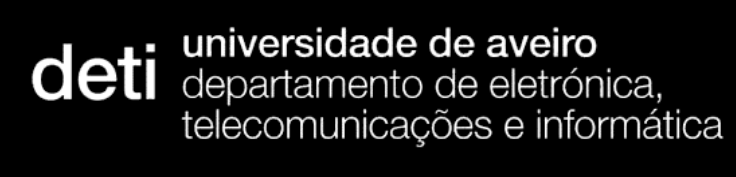 deti
universidade de aveiro
departamento de eletrónica,
telecomunicações e informática